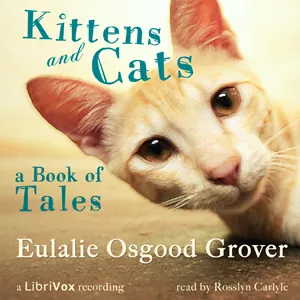 Kittens
and Cats
a Book of
Tales
Eulalie Osgood Grover
a LibriVox recording read by Rosslyn Carlyle